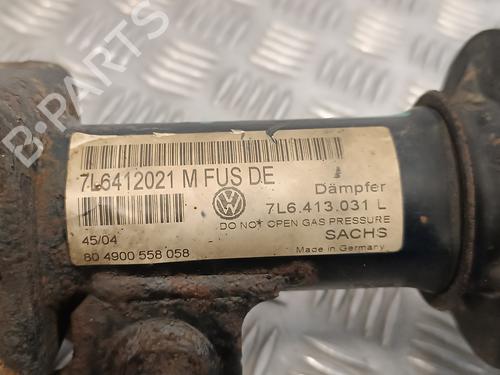 7L6412021 M FUS DE
Dämpfer
7L6.413.031 L
DO NOT OPEN GAS PRESSURE
45/04
SACHS
80 4900 558 058
Made in Germany
B-PARTS